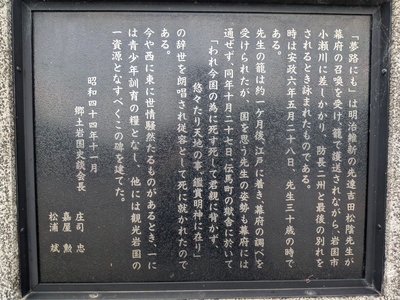 「夢路にも」は明治維新の先達吉田松陰先生が
幕府の召喚を受け、籠で護送されながら、岩国市
小瀬川に差しかかり、防長二州と最後の別れを
されるとき詠まれたものである。
時は安政六年五月二十八日、先生三十歳の時で
ある。
先生の籠は約一ケ月後、江戸に着き、幕府の調べを
受けられたが、国を思う先生の姿勢も幕府には
通ぜず、同年十月二十七日、伝馬町の獄舎に於いて
「われ今国の為に死す死して君親に背かず、
悠々たり天地の事、鑑賞明神に在り」
の辞世を朗唱され従容として死に就かれたので
ある。
今や西に東に世情騒然たるものがあるとき、一に
は青少年訓育の糧となし、他には観光岩国の
一資源となすべくこの碑を建てた。
昭和四十四年十一月
郷土岩国史談会長
庄司 忠
嘉屋 勲
松浦 斌